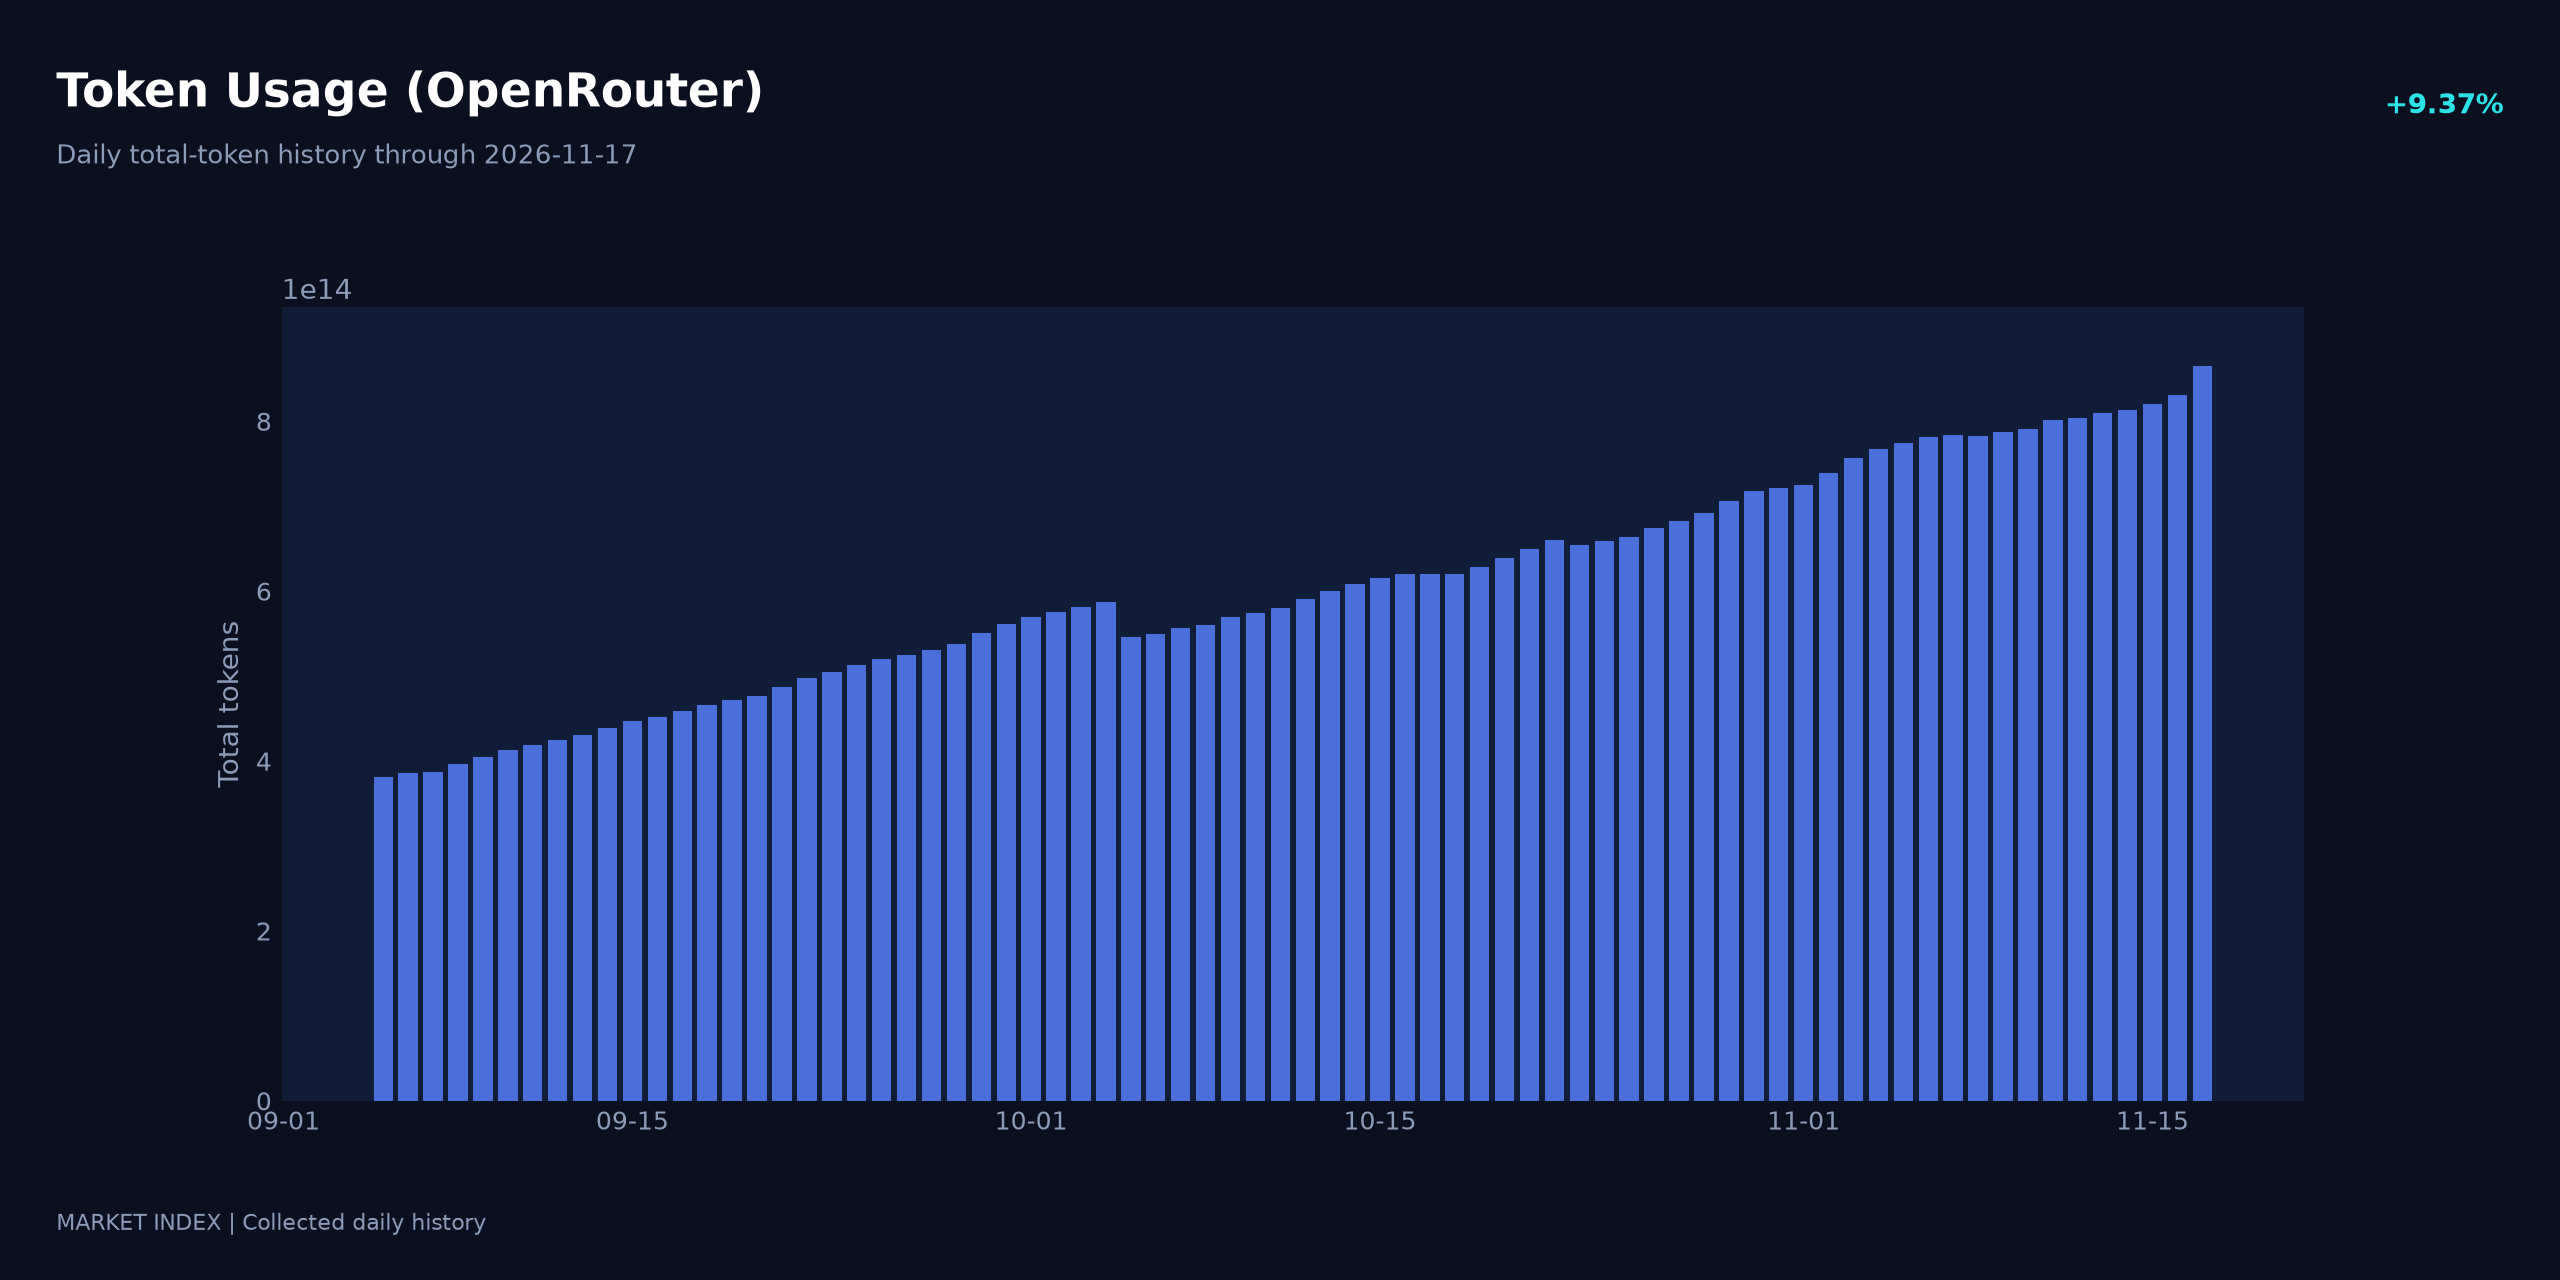 Token Usage (OpenRouter)
+9.37%
Daily total-token history through 2026-11-17
1e14
8
6
4
2
0
Total tokens
09-01
09-15
10-01
10-15
11-01
11-15
MARKET INDEX | Collected daily history